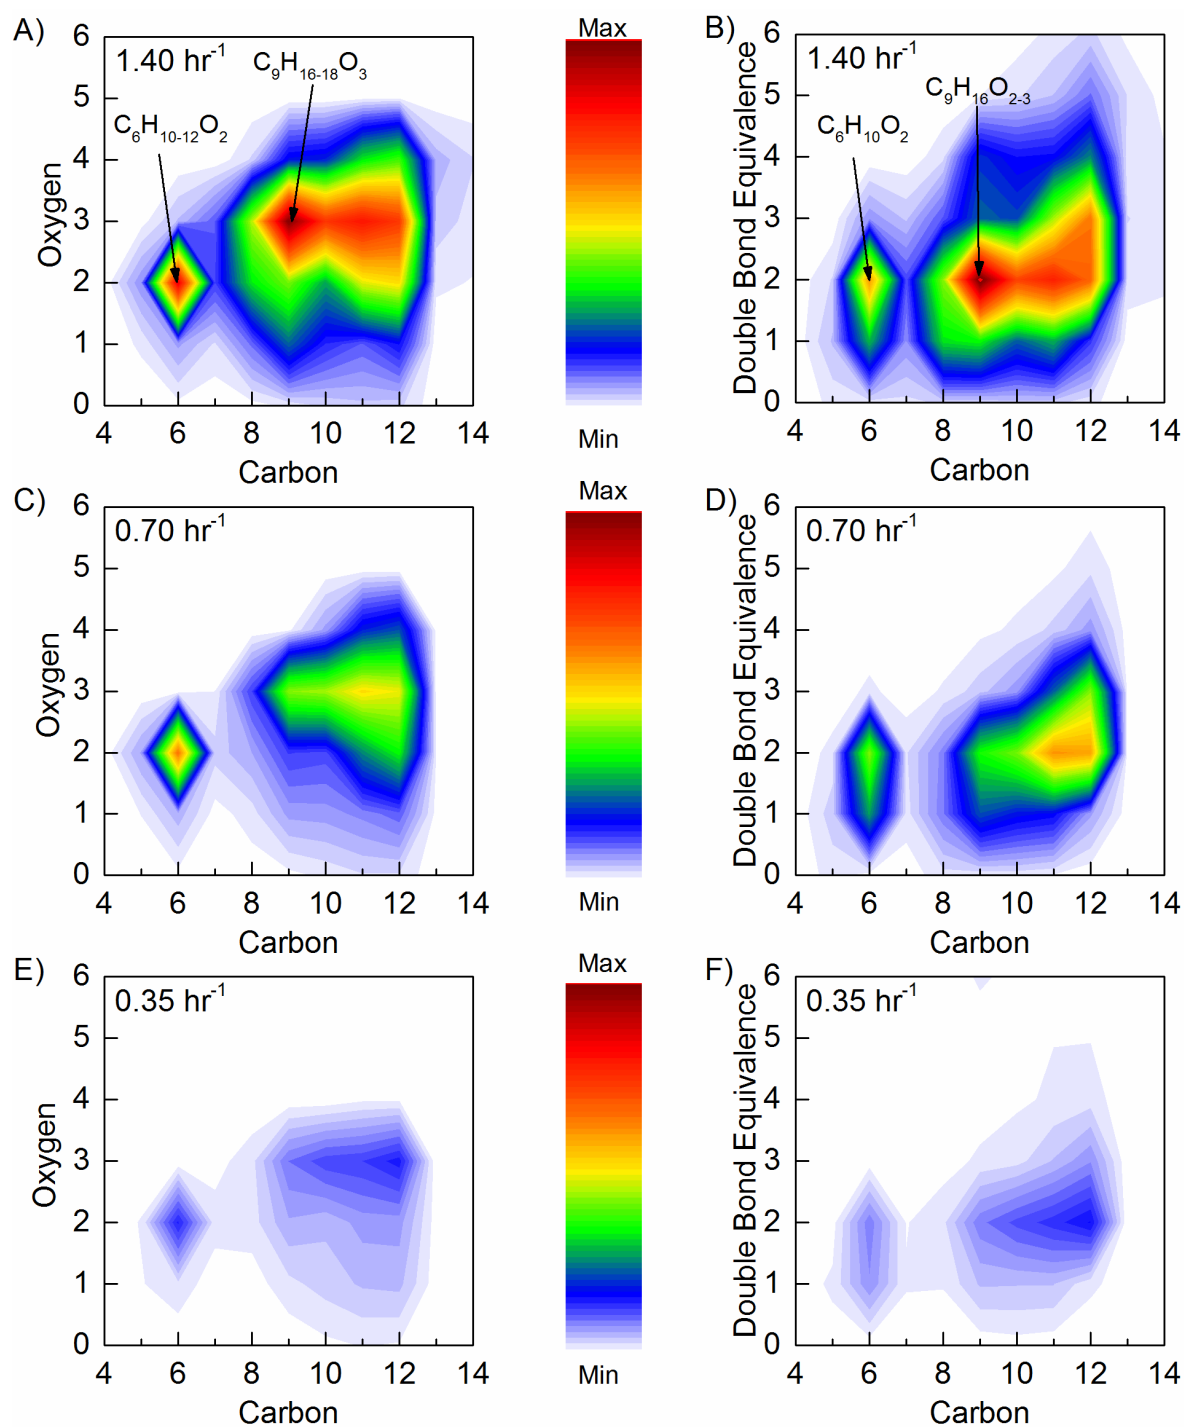 A)
1.40 hr⁻¹
C₉H₁₆₋₁₈O₃
C₆H₁₀₋₁₂O₂
Oxygen
6
5
4
3
2
1
0
4 6 8 10 12 14
Carbon
Max
Min
B)
1.40 hr⁻¹
C₉H₁₆O₂₋₃
C₆H₁₀O₂
Double Bond Equivalence
6
5
4
3
2
1
0
4 6 8 10 12 14
Carbon
C)
0.70 hr⁻¹
Oxygen
6
5
4
3
2
1
0
4 6 8 10 12 14
Carbon
Max
Min
D)
0.70 hr⁻¹
Double Bond Equivalence
6
5
4
3
2
1
0
4 6 8 10 12 14
Carbon
E)
0.35 hr⁻¹
Oxygen
6
5
4
3
2
1
0
4 6 8 10 12 14
Carbon
Max
Min
F)
0.35 hr⁻¹
Double Bond Equivalence
6
5
4
3
2
1
0
4 6 8 10 12 14
Carbon